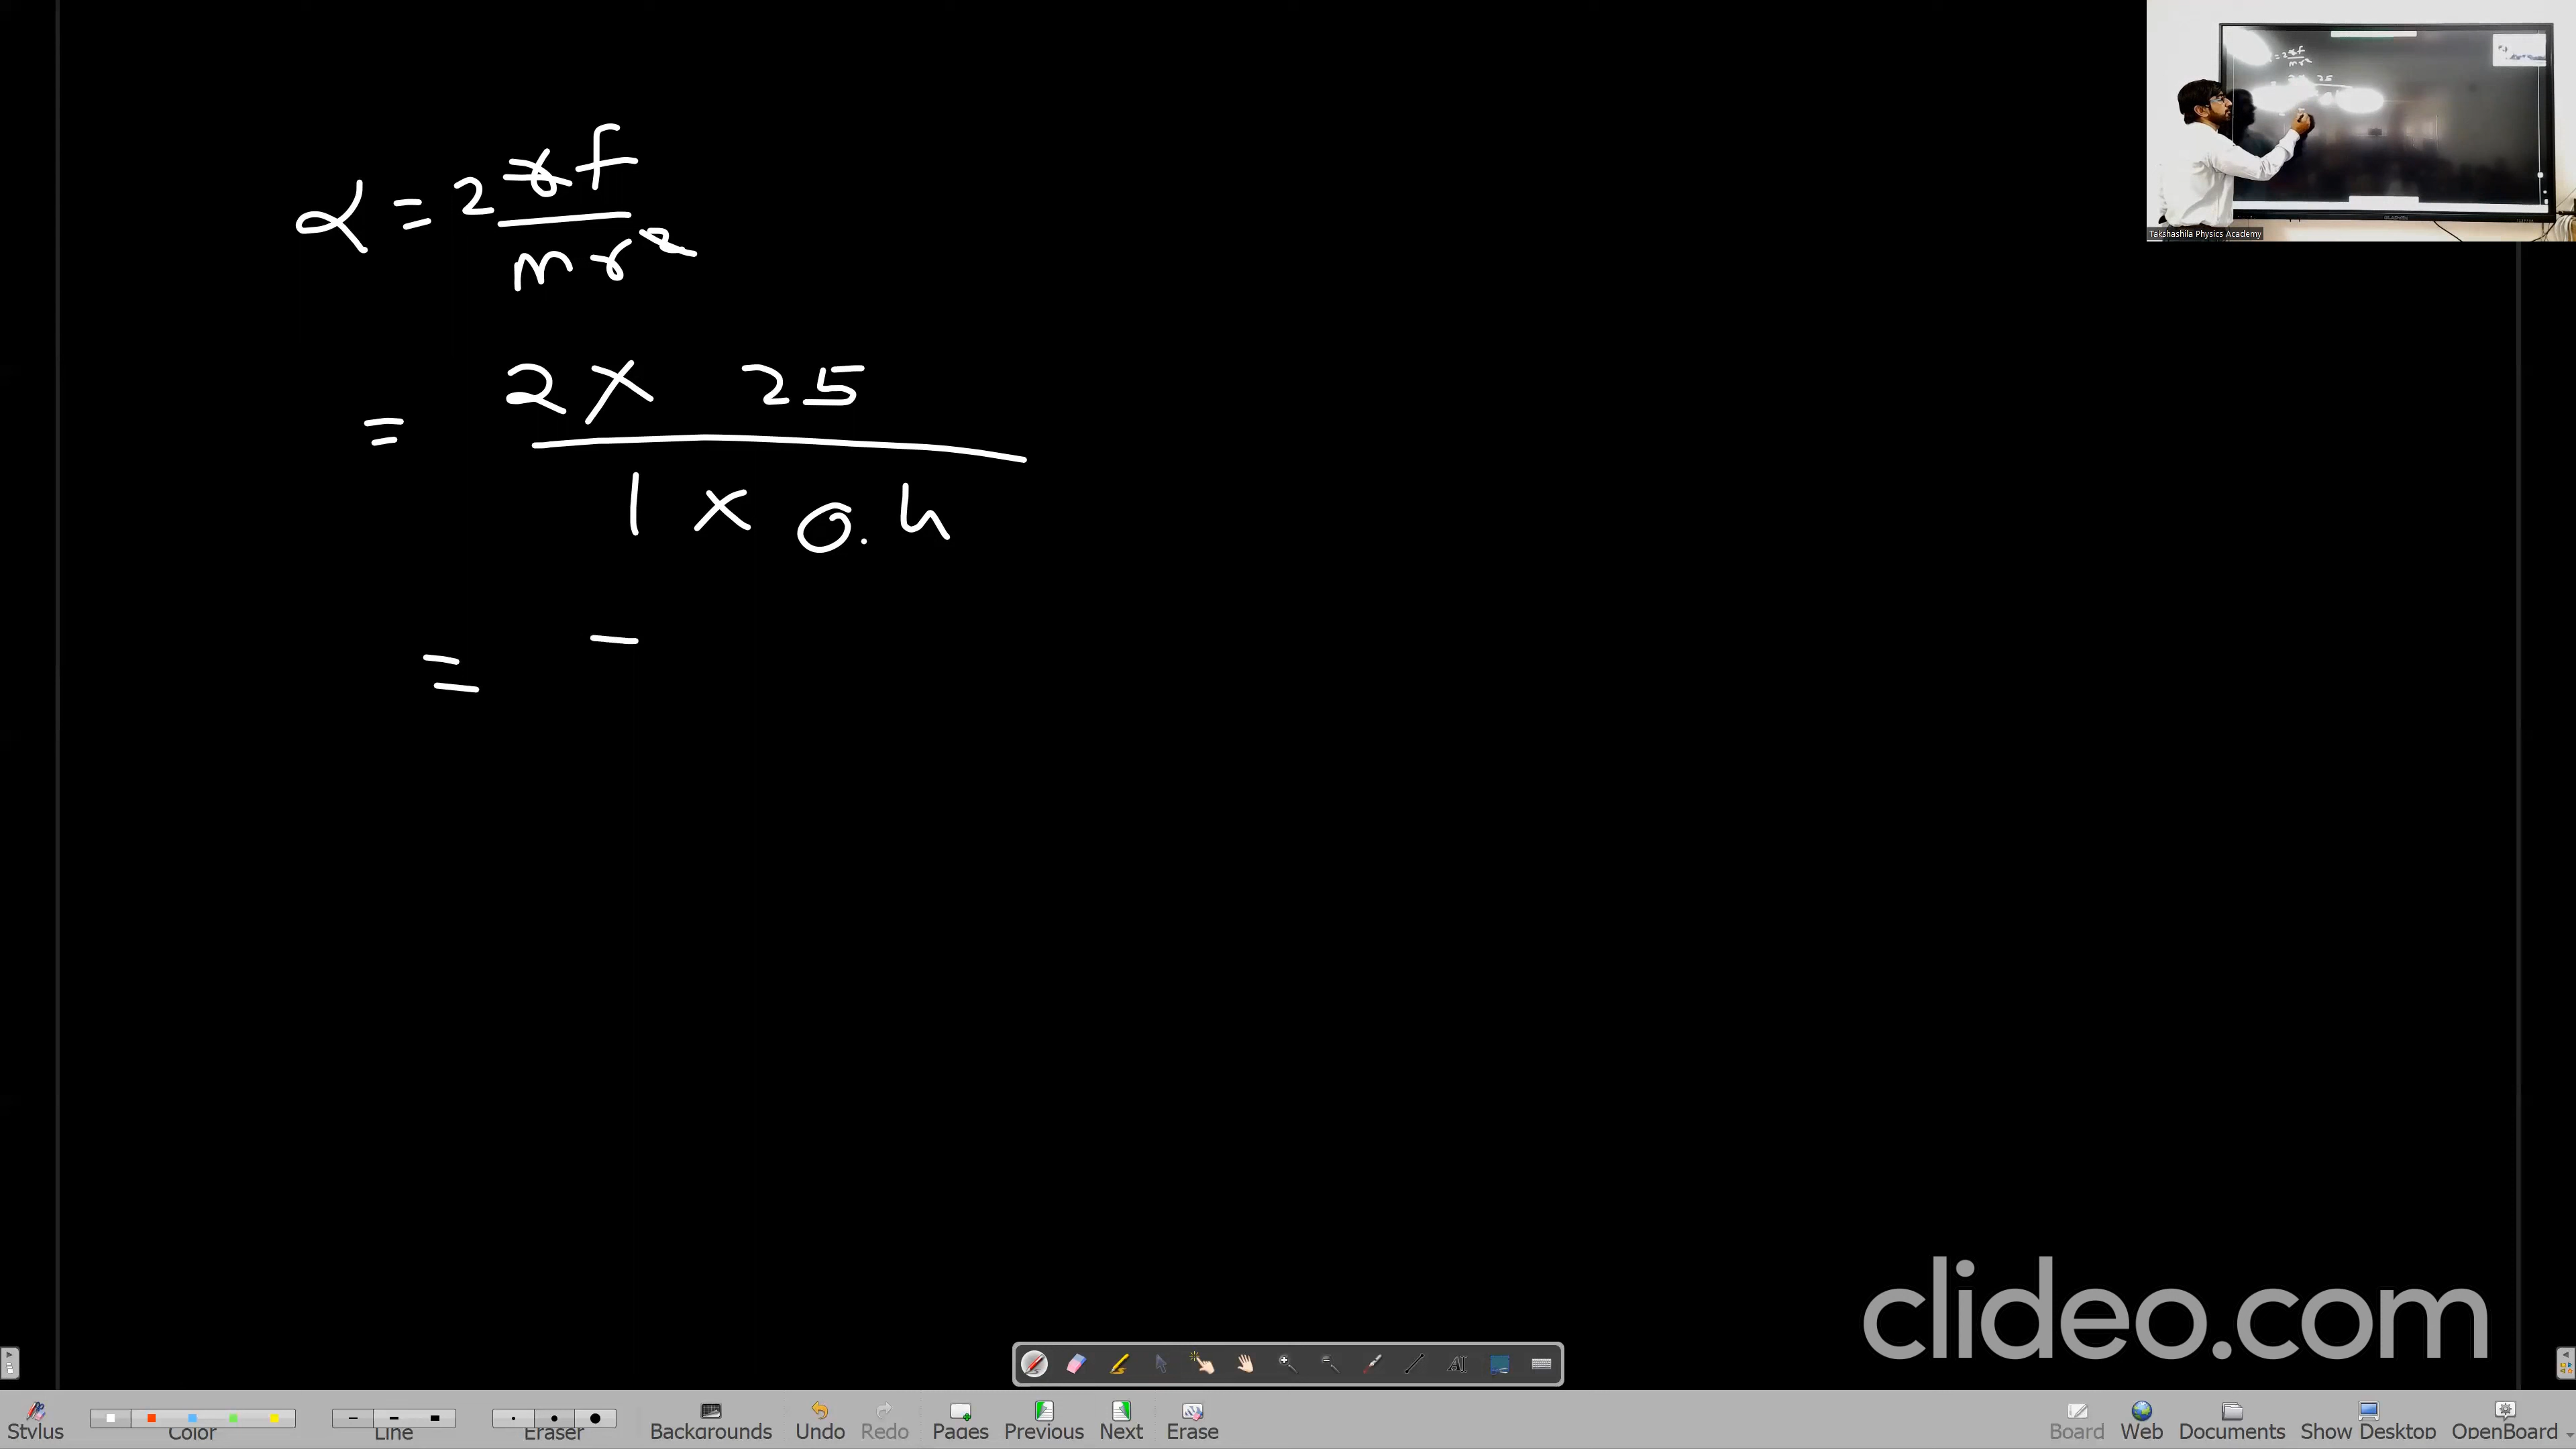 α = 2 r f / m r²
= 2 × 25 / 1 × 0.4
= –
Takshashila Physics Academy
clideo.com
Stylus Color Line Eraser Backgrounds Undo Redo Pages Previous Next Erase Board Web Documents Show Desktop OpenBoard